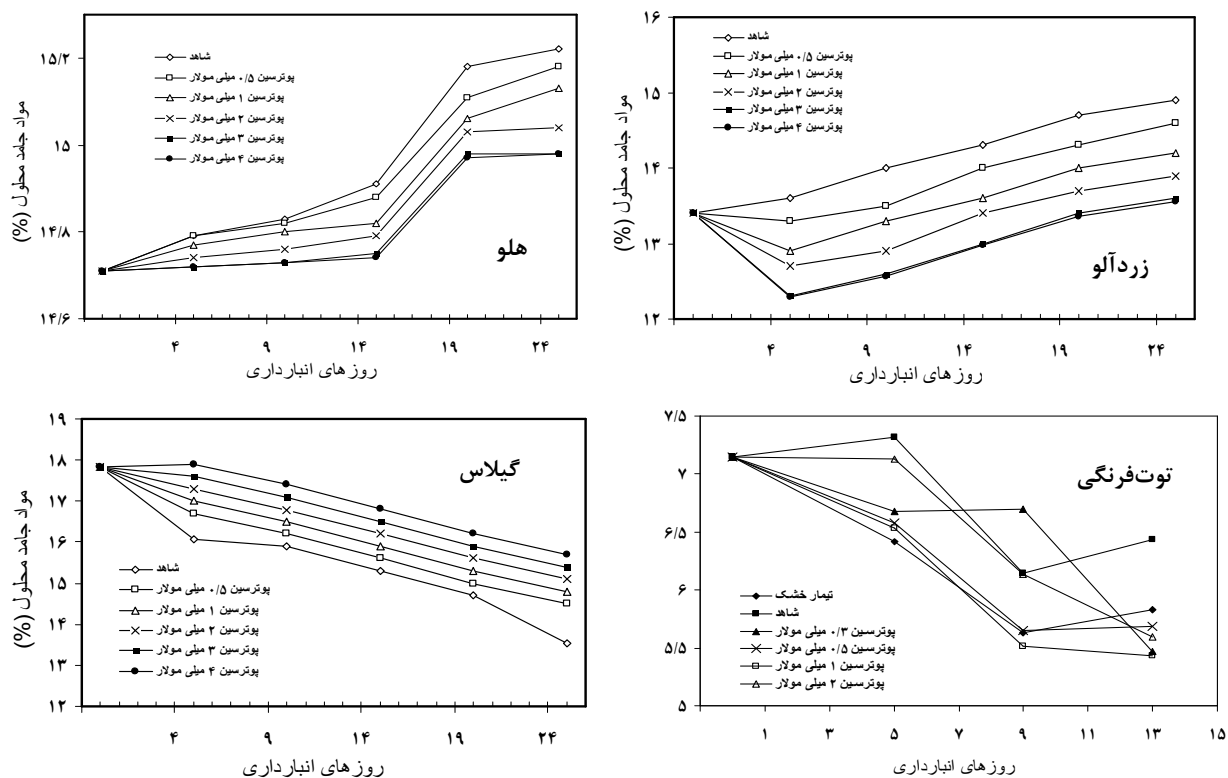 ۱۵/۲
۱۵
۱۴/۸
۱۴/۶
مواد جامد محلول (%)
شاهد
پوترسین ۰/۵ میلی مولار
پوترسین ۱ میلی مولار
پوترسین ۲ میلی مولار
پوترسین ۳ میلی مولار
پوترسین ۴ میلی مولار
هلو
۴ ۹ ۱۴ ۱۹ ۲۴
روزهای انبارداری
۱۶
۱۵
۱۴
۱۳
۱۲
مواد جامد محلول (%)
شاهد
پوترسین ۰/۵ میلی مولار
پوترسین ۱ میلی مولار
پوترسین ۲ میلی مولار
پوترسین ۳ میلی مولار
پوترسین ۴ میلی مولار
زردآلو
۴ ۹ ۱۴ ۱۹ ۲۴
روزهای انبارداری
۱۹
۱۸
۱۷
۱۶
۱۵
۱۴
۱۳
۱۲
مواد جامد محلول (%)
گیلاس
شاهد
پوترسین ۰/۵ میلی مولار
پوترسین ۱ میلی مولار
پوترسین ۲ میلی مولار
پوترسین ۳ میلی مولار
پوترسین ۴ میلی مولار
۴ ۹ ۱۴ ۱۹ ۲۴
روزهای انبارداری
۷/۵
۷
۶/۵
۶
۵/۵
۵
توت‌فرنگی
تیمار خشک
شاهد
پوترسین ۰/۳ میلی مولار
پوترسین ۰/۵ میلی مولار
پوترسین ۱ میلی مولار
پوترسین ۲ میلی مولار
۱ ۳ ۵ ۷ ۹ ۱۱ ۱۳ ۱۵
روزهای انبارداری